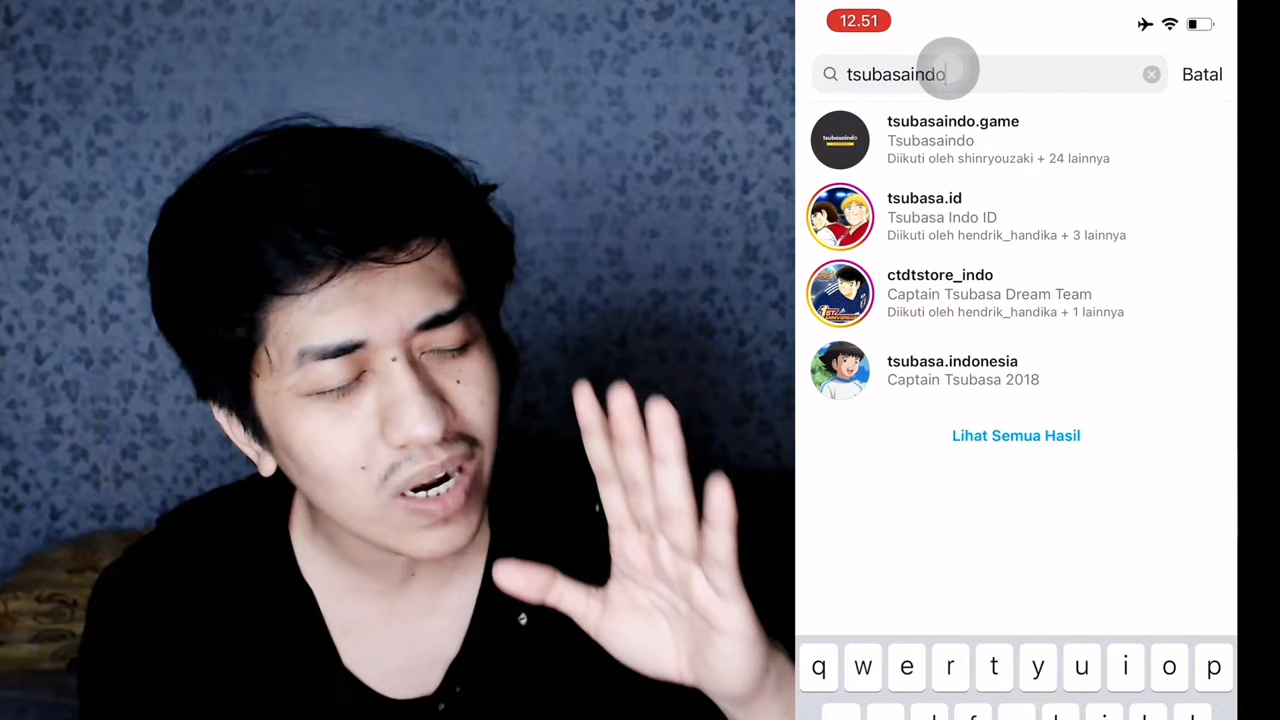 12.51
tsubasaindo
Batal
tsubasaindo
tsubasaindo.game
Tsubasaindo
Diikuti oleh shinryouzaki + 24 lainnya
tsubasa.id
Tsubasa Indo ID
Diikuti oleh hendrik_handika + 3 lainnya
ctdtstore_indo
Captain Tsubasa Dream Team
Diikuti oleh hendrik_handika + 1 lainnya
1ST
tsubasa.indonesia
Captain Tsubasa 2018
Lihat Semua Hasil
q w e r t y u i o p